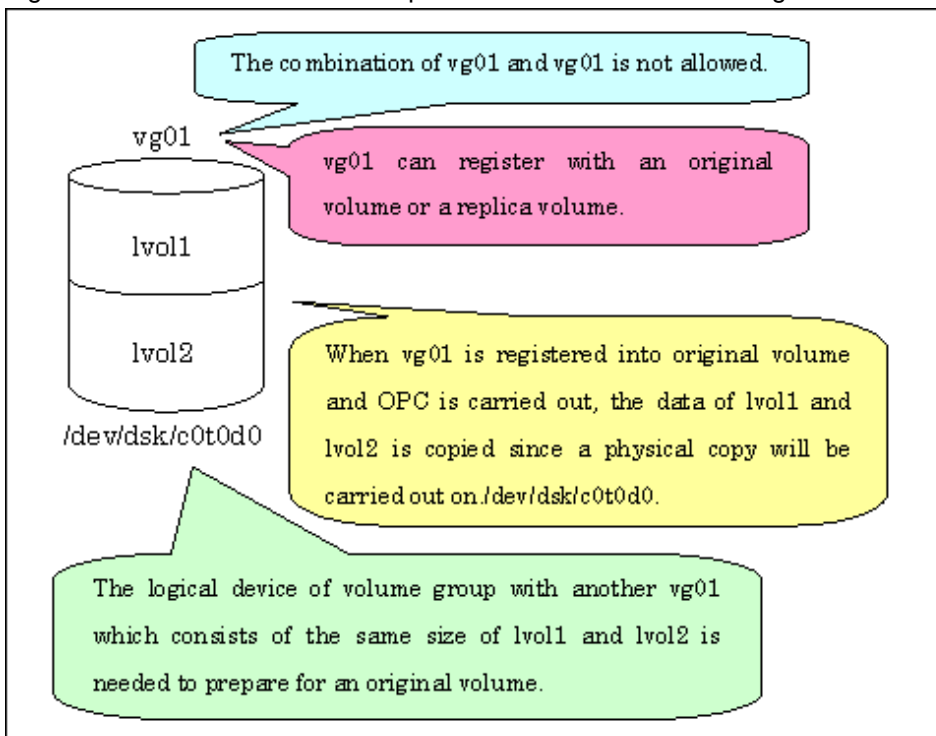 The combination of vg01 and vg01 is not allowed.
vg01
vg01 can register with an original
volume or a replica volume.
lvol1
lvol2
/dev/dsk/c0t0d0
When vg01 is registered into original volume
and OPC is carried out, the data of lvol1 and
lvol2 is copied since a physical copy will be
carried out on /dev/dsk/c0t0d0.
The logical device of volume group with another vg01
which consists of the same size of lvol1 and lvol2 is
needed to prepare for an original volume.